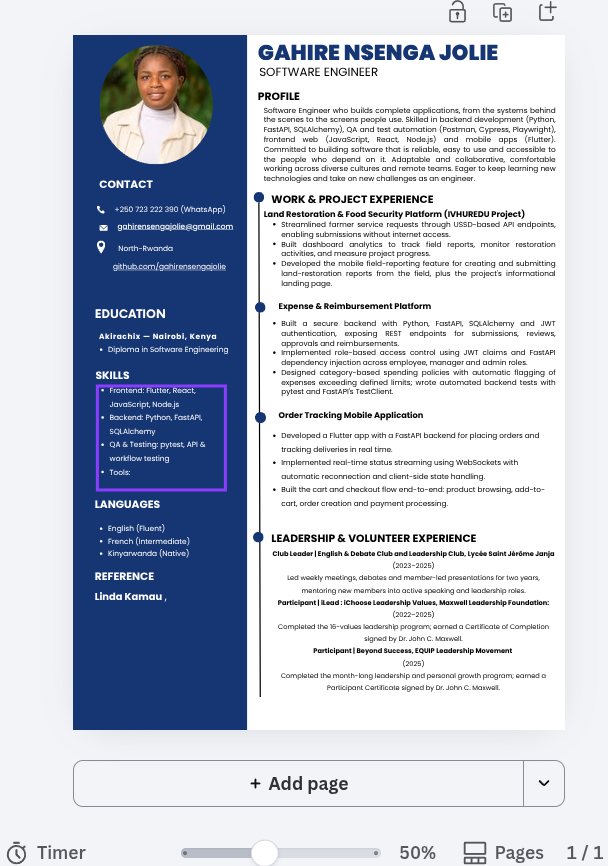 GAHIRE NSENGA JOLIE
SOFTWARE ENGINEER
CONTACT
+250 723 222 390 (WhatsApp)
gahirensengajolie@gmail.com
North-Rwanda
github.com/gahirensengajolie
EDUCATION
Akirachix — Nairobi, Kenya
• Diploma in Software Engineering
SKILLS
• Frontend: Flutter, React,
JavaScript, Node.js
• Backend: Python, FastAPI,
SQLAlchemy
• QA & Testing: pytest, API &
workflow testing
• Tools:
LANGUAGES
• English (Fluent)
• French (Intermediate)
• Kinyarwanda (Native)
REFERENCE
Linda Kamau ,
PROFILE
Software Engineer who builds complete applications, from the systems behind
the scenes to the screens people use. Skilled in backend development (Python,
FastAPI, SQLAlchemy), QA and test automation (Postman, Cypress, Playwright),
frontend web (JavaScript, React, Node.js) and mobile apps (Flutter).
Committed to building software that is reliable, easy to use and accessible to
the people who depend on it. Adaptable and collaborative, comfortable
working across diverse cultures and remote teams. Eager to keep learning new
technologies and take on new challenges as an engineer.
WORK & PROJECT EXPERIENCE
Land Restoration & Food Security Platform (IVHUREDU Project)
• Streamlined farmer service requests through USSD-based API endpoints,
enabling submissions without internet access.
• Built dashboard analytics to track field reports, monitor restoration
activities, and measure project progress.
• Developed the mobile field-reporting feature for creating and submitting
land-restoration reports from the field, plus the project's informational
landing page.
Expense & Reimbursement Platform
• Built a secure backend with Python, FastAPI, SQLAlchemy and JWT
authentication, exposing REST endpoints for submissions, reviews,
approvals and reimbursements.
• Implemented role-based access control using JWT claims and FastAPI
dependency injection across employee, manager and admin roles.
• Designed category-based spending policies with automatic flagging of
expenses exceeding defined limits; wrote automated backend tests with
pytest and FastAPI's TestClient.
Order Tracking Mobile Application
• Developed a Flutter app with a FastAPI backend for placing orders and
tracking deliveries in real time.
• Implemented real-time status streaming using WebSockets with
automatic reconnection and client-side state handling.
• Built the cart and checkout flow end-to-end: product browsing, add-to-
cart, order creation and payment processing.
LEADERSHIP & VOLUNTEER EXPERIENCE
Club Leader | English & Debate Club and Leadership Club, Lycée Saint Jérôme Janja
(2023–2025)
Led weekly meetings, debates and member-led presentations for two years,
mentoring new members into active speaking and leadership roles.
Participant | iLead : iChoose Leadership Values, Maxwell Leadership Foundation:
(2022–2025)
Completed the 16-values leadership program; earned a Certificate of Completion
signed by Dr. John C. Maxwell.
Participant | Beyond Success, EQUIP Leadership Movement
(2025)
Completed the month-long leadership and personal growth program; earned a
Participant Certificate signed by Dr. John C. Maxwell.
+ Add page
Timer
50%
Pages
1 / 1